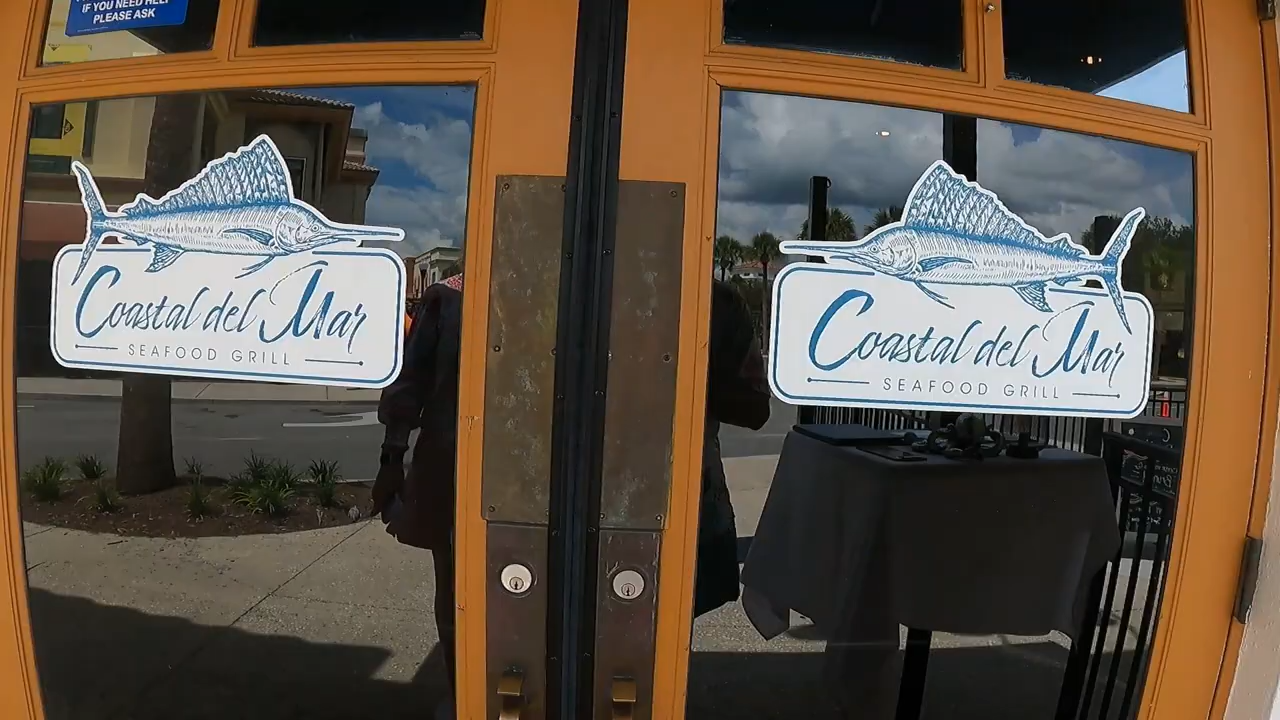 IF YOU NEED HELP
PLEASE ASK
Coastal del Mar
SEAFOOD GRILL
Coastal del Mar
SEAFOOD GRILL